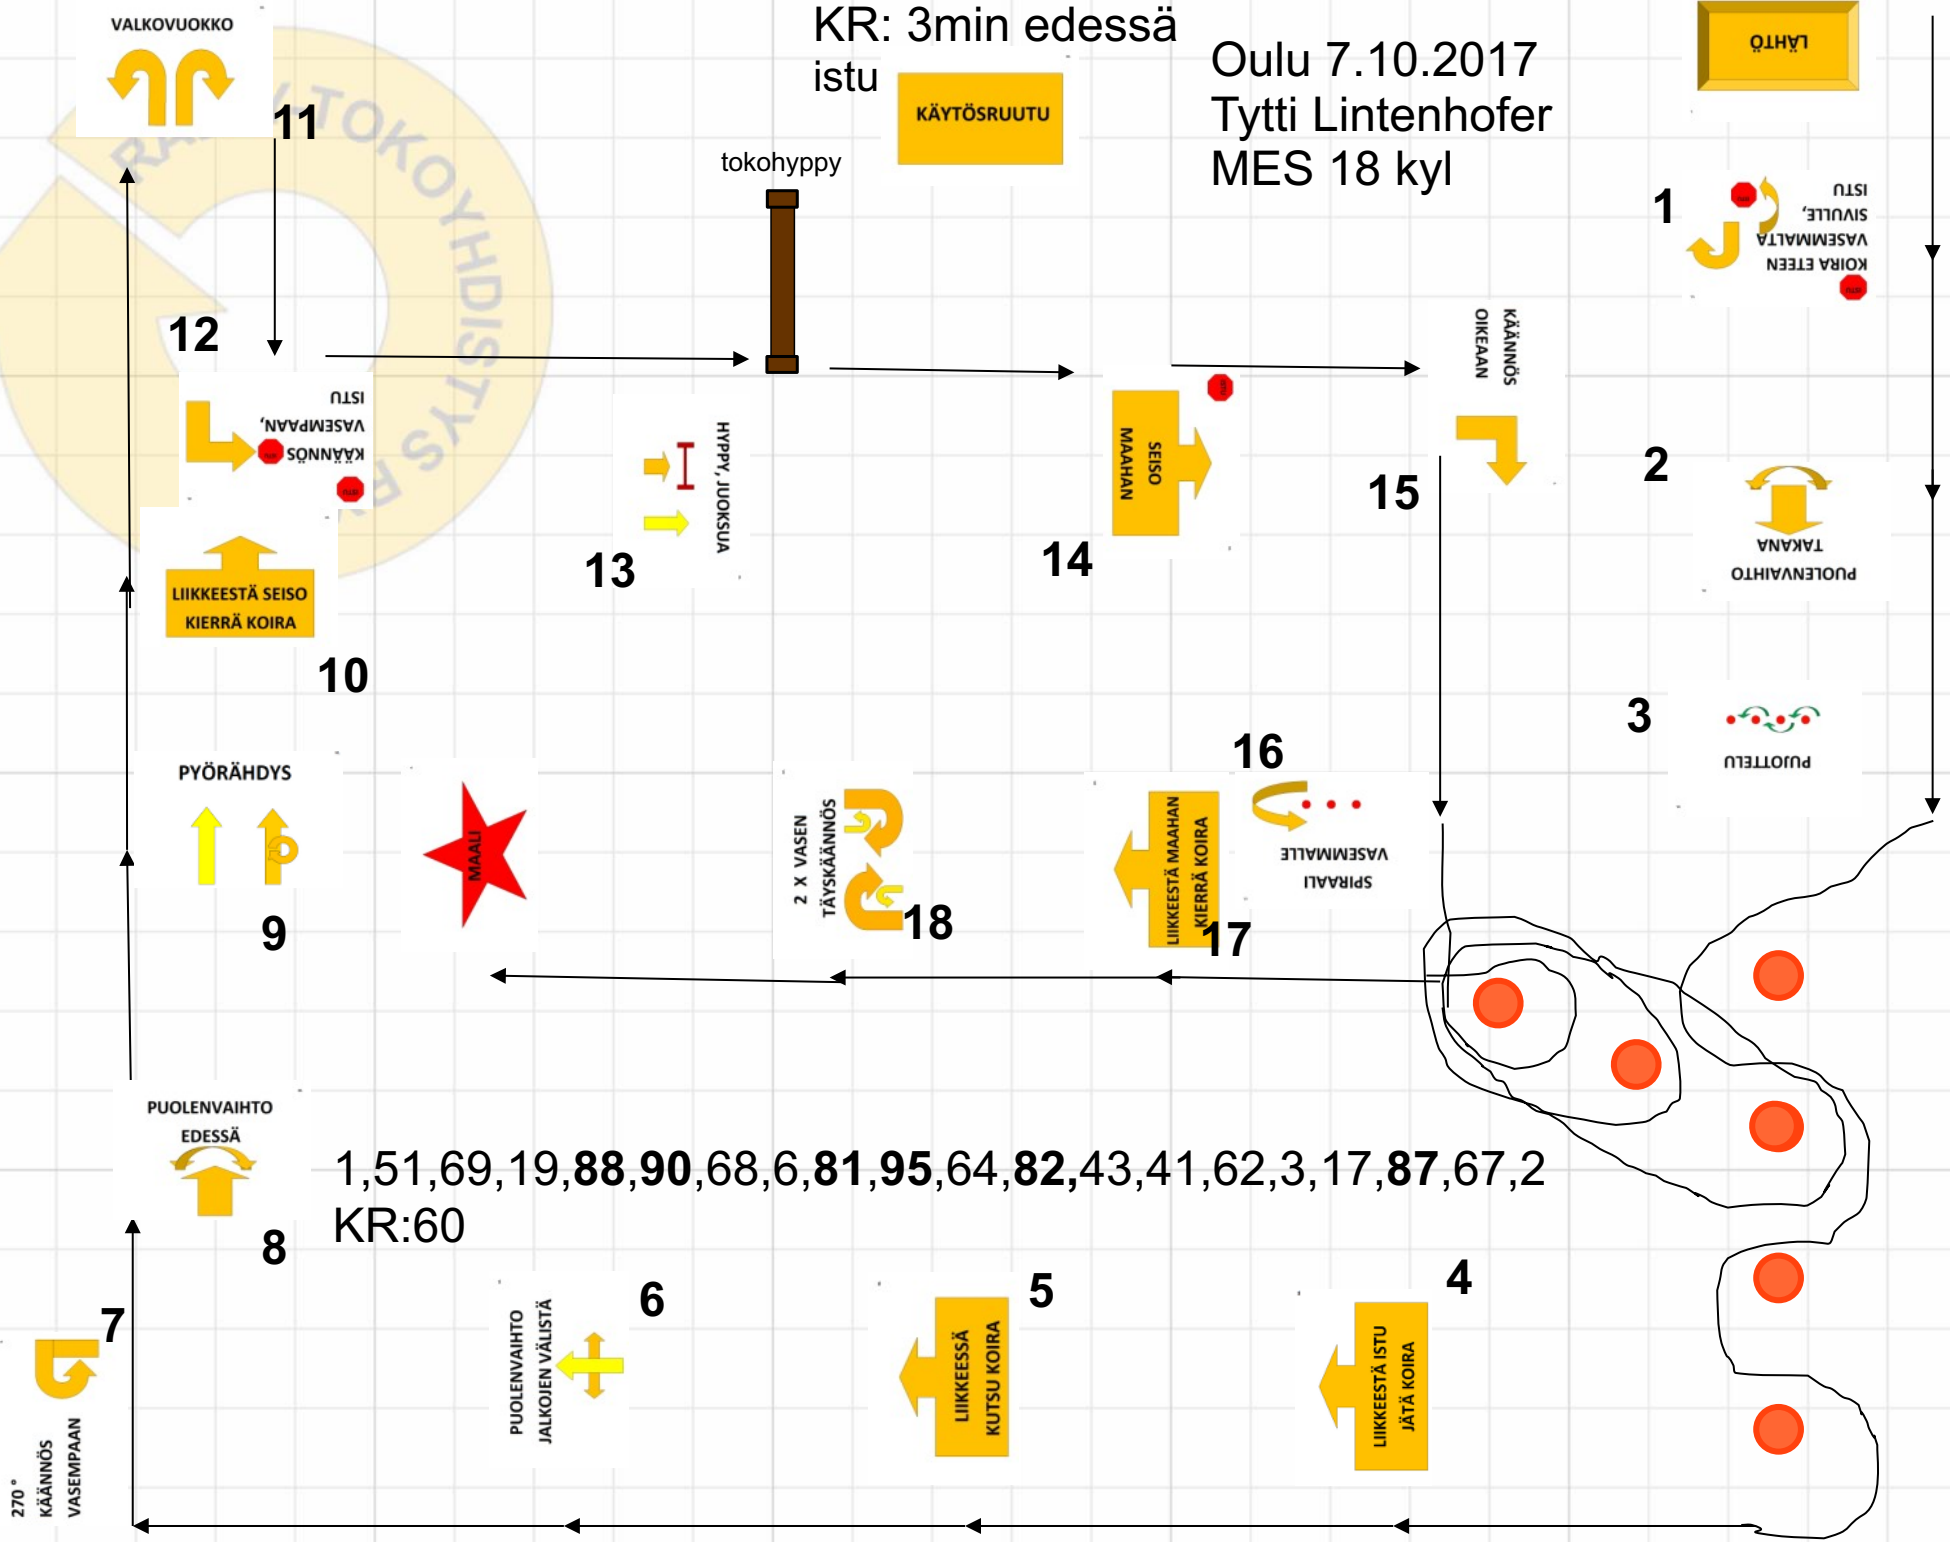 VALKOVUOKKO
11
KR: 3min edessä
istu
KÄYTÖSRUUTU
Oulu 7.10.2017
Tytti Lintenhofer
MES 18 kyl
LÄHTÖ
tokohyppy
1
KOIRA ETEEN
VASEMMALTA
SIVULLE,
ISTU
12
KÄÄNNÖS
VASEMPAAN,
ISTU
13
HYPPY, JUOKSUA
14
SEISO
MAAHAN
15
KÄÄNNÖS
OIKEAAN
2
PUOLENVAIHTO
TAKANA
LIIKKEESTÄ SEISO
KIERRÄ KOIRA
10
3
PUJOTTELU
PYÖRÄHDYS
9
MAALI
2 X VASEN
TÄYSKÄÄNNÖS
18
LIIKKEESTÄ MAAHAN
KIERRÄ KOIRA
17
16
SPIRAALI
VASEMMALLE
PUOLENVAIHTO
EDESSÄ
8
1,51,69,19,88,90,68,6,81,95,64,82,43,41,62,3,17,87,67,2
KR:60
7
270°
KÄÄNNÖS
VASEMPAAN
6
PUOLENVAIHTO
JALKOJEN VÄLISTÄ
5
LIIKKEESSÄ
KUTSU KOIRA
4
LIIKKEESTÄ ISTU
JÄTÄ KOIRA